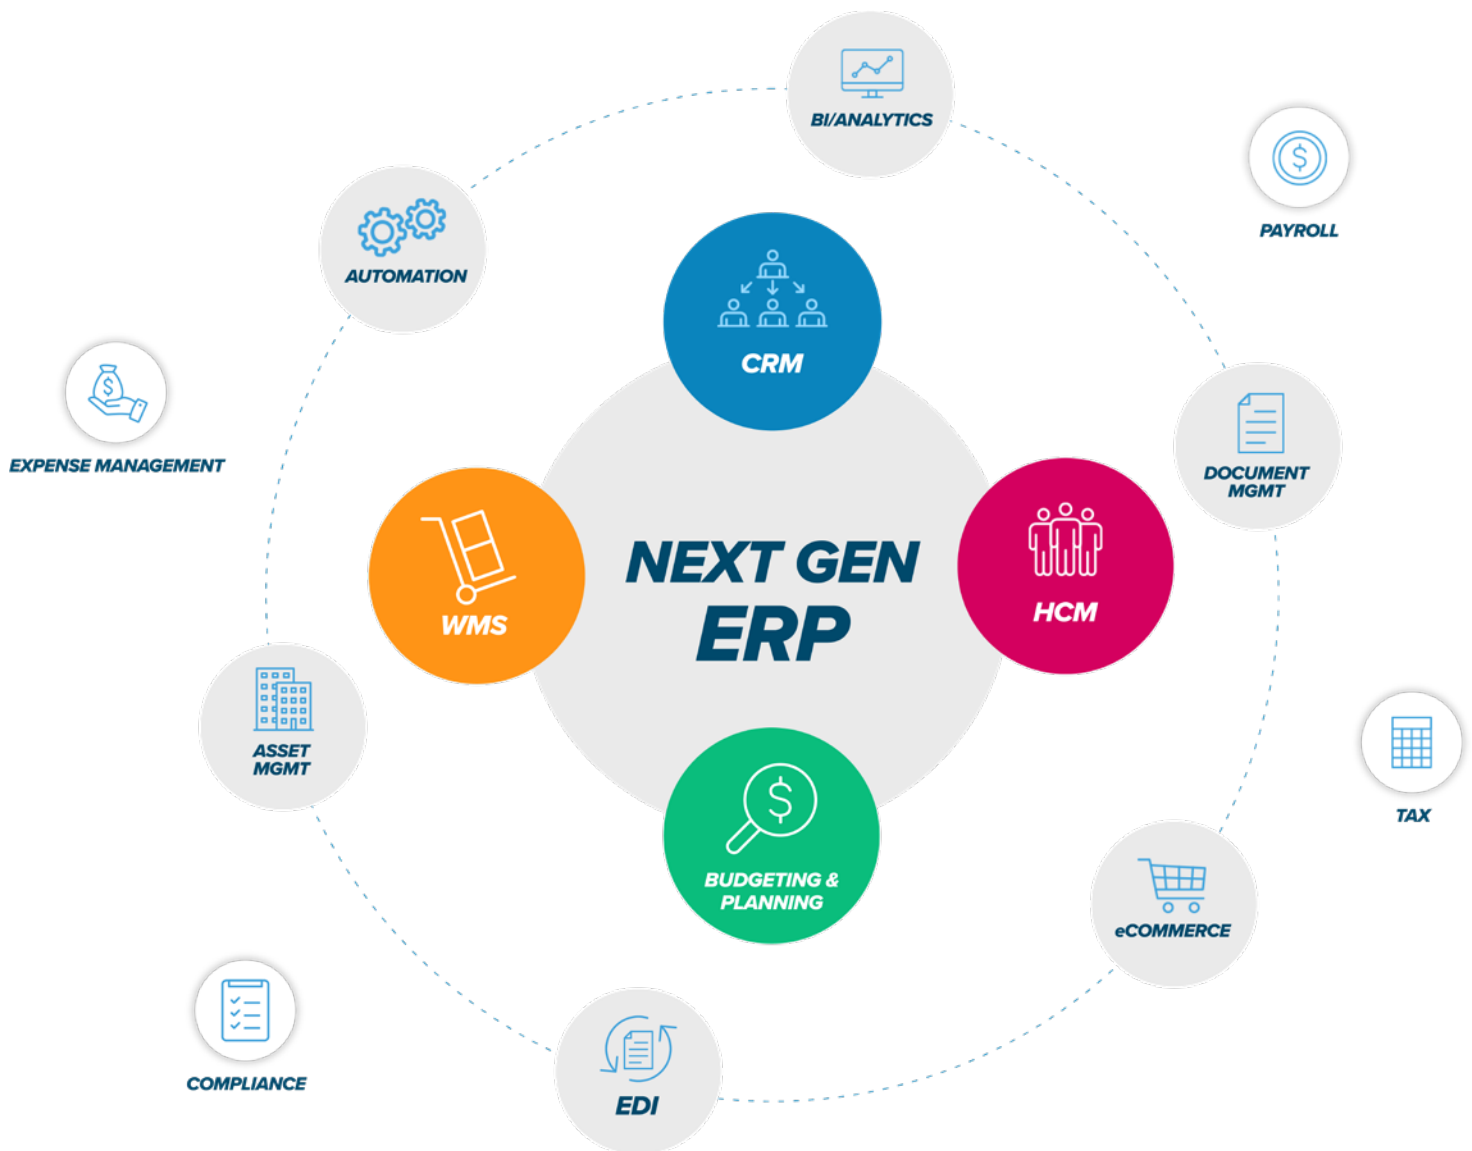 BI/ANALYTICS
PAYROLL
AUTOMATION
CRM
EXPENSE MANAGEMENT
DOCUMENT
MGMT
NEXT GEN
ERP
WMS
HCM
ASSET
MGMT
TAX
BUDGETING &
PLANNING
eCOMMERCE
COMPLIANCE
EDI